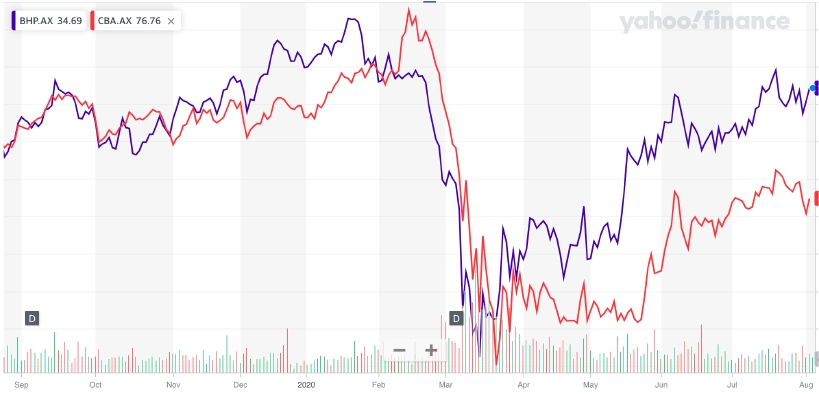 BHP.AX 34.69 CBA.AX 76.76 ×
yahoo!finance
D D
− +
Sep Oct Nov Dec 2020 Feb Mar Apr May Jun Jul Aug